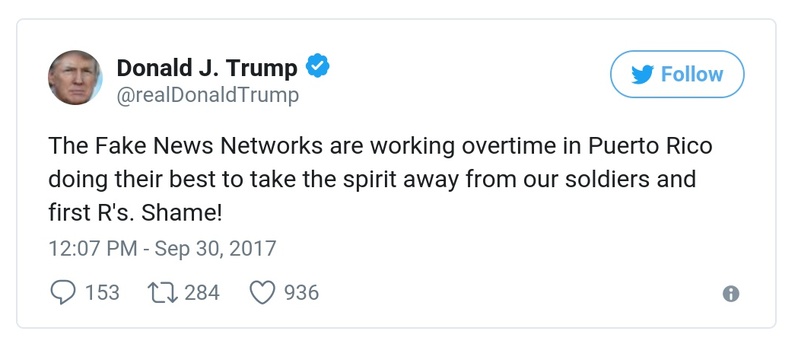 Donald J. Trump
Follow
@realDonaldTrump
The Fake News Networks are working overtime in Puerto Rico
doing their best to take the spirit away from our soldiers and
first R's. Shame!
12:07 PM - Sep 30, 2017
153 284 936